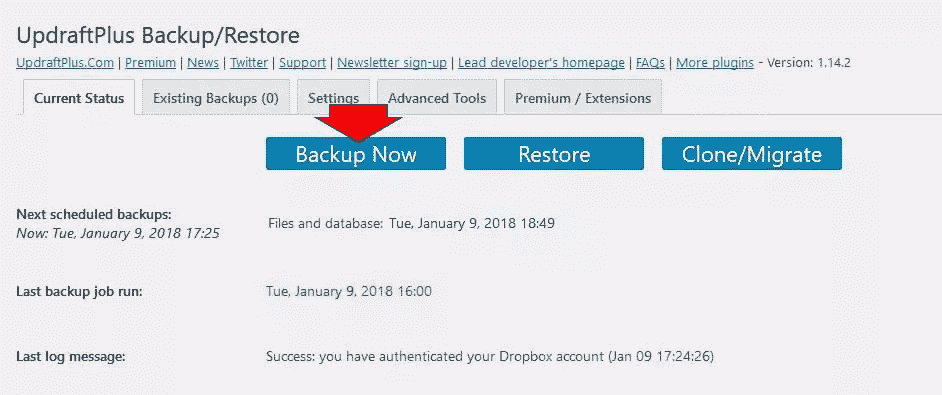 UpdraftPlus Backup/Restore
UpdraftPlus.Com | Premium | News | Twitter | Support | Newsletter sign-up | Lead developer's homepage | FAQs | More plugins - Version: 1.14.2
Current Status Existing Backups (0) Settings Advanced Tools Premium / Extensions
Backup Now Restore Clone/Migrate
Next scheduled backups:
Now: Tue, January 9, 2018 17:25
Files and database: Tue, January 9, 2018 18:49
Last backup job run: Tue, January 9, 2018 16:00
Last log message: Success: you have authenticated your Dropbox account (Jan 09 17:24:26)